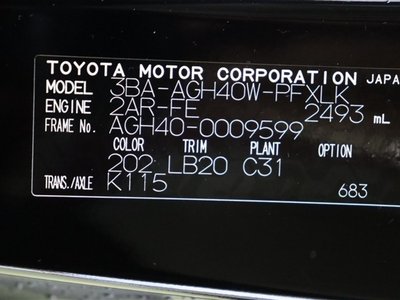 TOYOTA MOTOR CORPORATION JAPA
MODEL 3BA-AGH40W-PFXLK
ENGINE 2AR-FE 2493 mL
FRAME No. AGH40-0009599
COLOR TRIM PLANT OPTION
202 LB20 C31
TRANS./AXLE K115 683